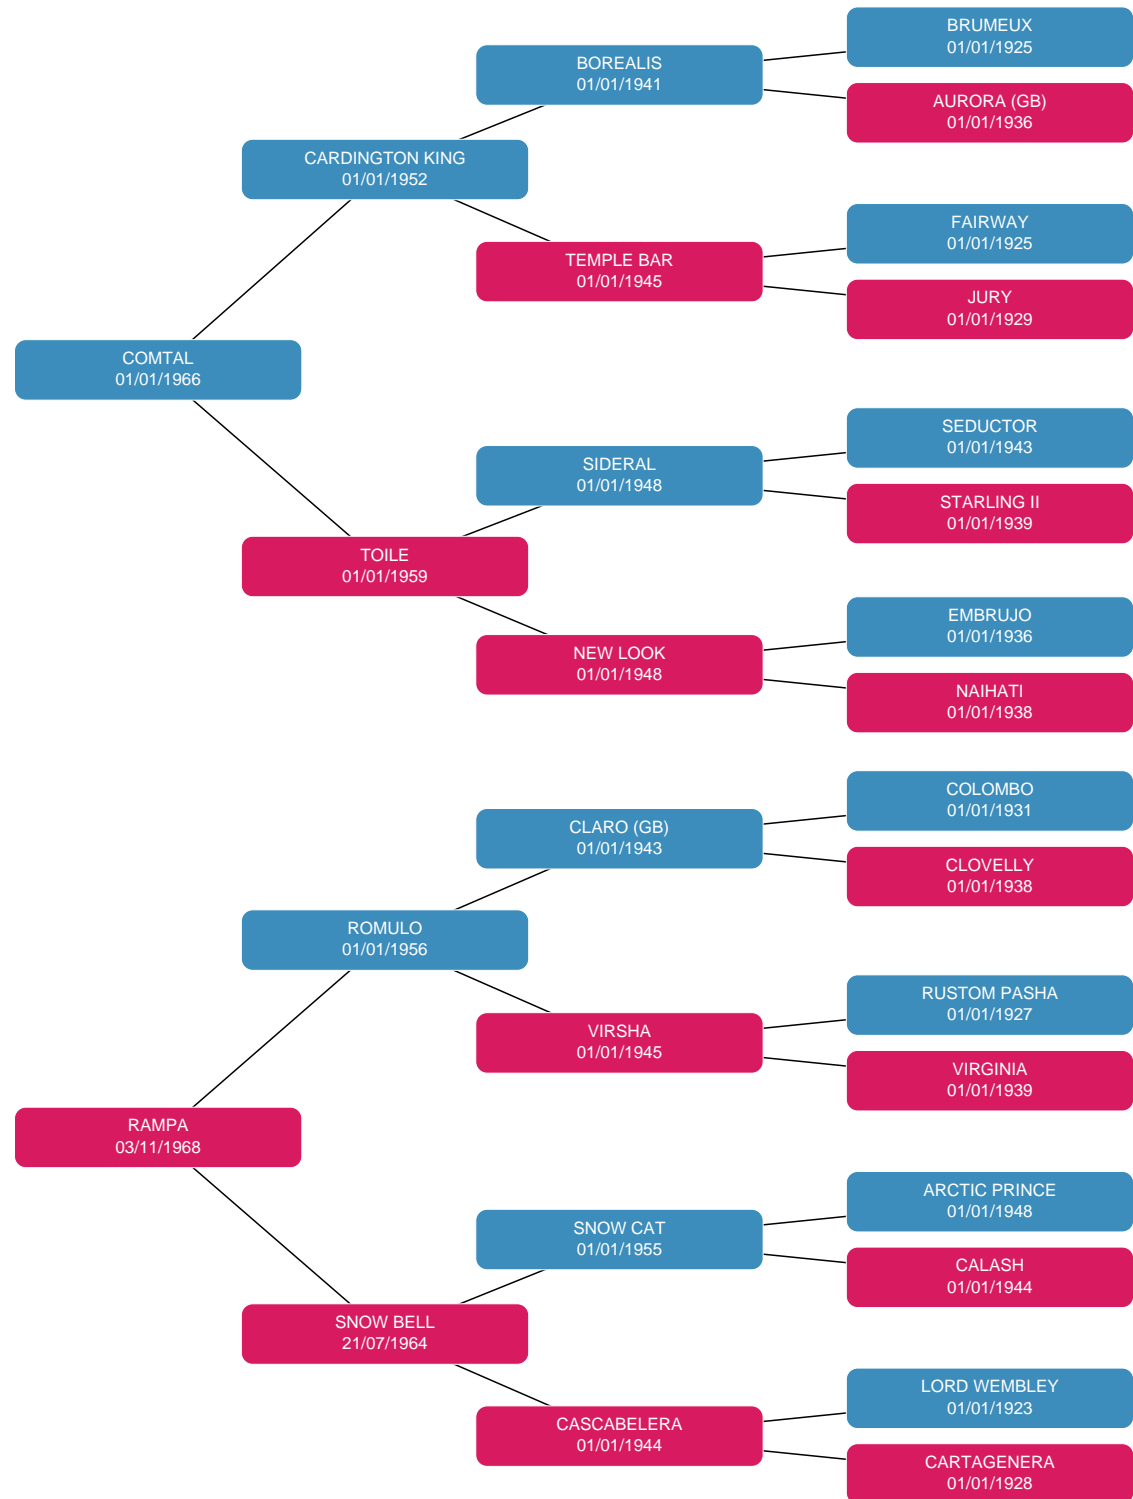 BRUMEUX
01/01/1925
BOREALIS
01/01/1941
AURORA (GB)
01/01/1936
CARDINGTON KING
01/01/1952
FAIRWAY
01/01/1925
TEMPLE BAR
01/01/1945
JURY
01/01/1929
COMTAL
01/01/1966
SEDUCTOR
01/01/1943
SIDERAL
01/01/1948
STARLING II
01/01/1939
TOILE
01/01/1959
EMBRUJO
01/01/1936
NEW LOOK
01/01/1948
NAIHATI
01/01/1938
COLOMBO
01/01/1931
CLARO (GB)
01/01/1943
CLOVELLY
01/01/1938
ROMULO
01/01/1956
RUSTOM PASHA
01/01/1927
VIRSHA
01/01/1945
VIRGINIA
01/01/1939
RAMPA
03/11/1968
ARCTIC PRINCE
01/01/1948
SNOW CAT
01/01/1955
CALASH
01/01/1944
SNOW BELL
21/07/1964
LORD WEMBLEY
01/01/1923
CASCABELERA
01/01/1944
CARTAGENERA
01/01/1928